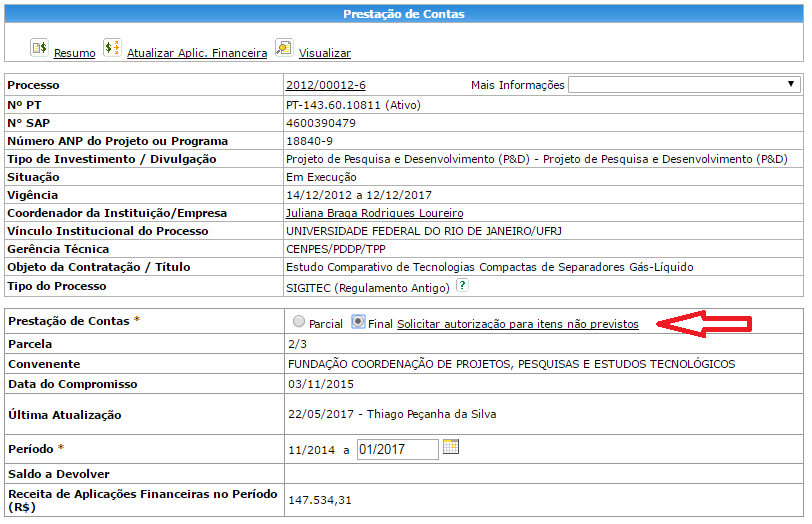 Prestação de Contas
Resumo Atualizar Aplic. Financeira Visualizar
Processo 2012/00012-6 Mais Informações
Nº PT PT-143.60.10811 (Ativo)
N° SAP 4600390479
Número ANP do Projeto ou Programa 18840-9
Tipo de Investimento / Divulgação Projeto de Pesquisa e Desenvolvimento (P&D) - Projeto de Pesquisa e Desenvolvimento (P&D)
Situação Em Execução
Vigência 14/12/2012 a 12/12/2017
Coordenador da Instituição/Empresa Juliana Braga Rodrigues Loureiro
Vínculo Institucional do Processo UNIVERSIDADE FEDERAL DO RIO DE JANEIRO/UFRJ
Gerência Técnica CENPES/PDDP/TPP
Objeto da Contratação / Título Estudo Comparativo de Tecnologias Compactas de Separadores Gás-Líquido
Tipo do Processo SIGITEC (Regulamento Antigo) ?
Prestação de Contas * Parcial Final Solicitar autorização para itens não previstos
Parcela 2/3
Convenente FUNDAÇÃO COORDENAÇÃO DE PROJETOS, PESQUISAS E ESTUDOS TECNOLÓGICOS
Data do Compromisso 03/11/2015
Última Atualização 22/05/2017 - Thiago Peçanha da Silva
Período * 11/2014 a 01/2017
Saldo a Devolver
Receita de Aplicações Financeiras no Período
(R$) 147.534,31